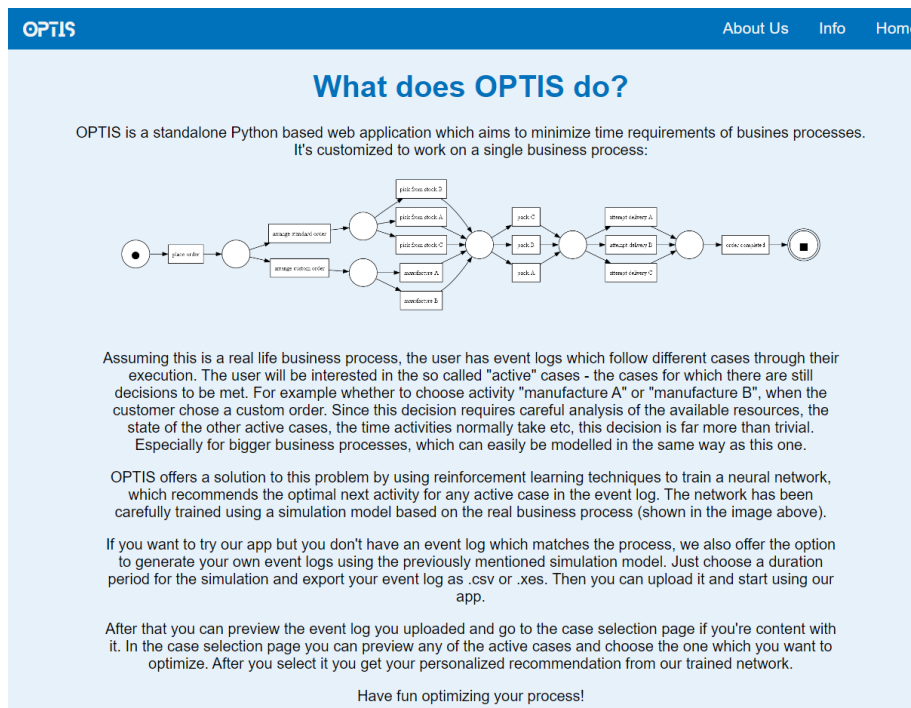 OPTIS
About Us Info Home
What does OPTIS do?
OPTIS is a standalone Python based web application which aims to minimize time requirements of busines processes.
It's customized to work on a single business process:
place order
arrange standard order
arrange custom order
pick from stock B
pick from stock A
pick from stock C
manufacture A
manufacture B
pack C
pack B
pack A
attempt delivery A
attempt delivery B
attempt delivery C
order completed
Assuming this is a real life business process, the user has event logs which follow different cases through their
execution. The user will be interested in the so called "active" cases - the cases for which there are still
decisions to be met. For example whether to choose activity "manufacture A" or "manufacture B", when the
customer chose a custom order. Since this decision requires careful analysis of the available resources, the
state of the other active cases, the time activities normally take etc, this decision is far more than trivial.
Especially for bigger business processes, which can easily be modelled in the same way as this one.
OPTIS offers a solution to this problem by using reinforcement learning techniques to train a neural network,
which recommends the optimal next activity for any active case in the event log. The network has been
carefully trained using a simulation model based on the real business process (shown in the image above).
If you want to try our app but you don't have an event log which matches the process, we also offer the option
to generate your own event logs using the previously mentioned simulation model. Just choose a duration
period for the simulation and export your event log as .csv or .xes. Then you can upload it and start using our
app.
After that you can preview the event log you uploaded and go to the case selection page if you're content with
it. In the case selection page you can preview any of the active cases and choose the one which you want to
optimize. After you select it you get your personalized recommendation from our trained network.
Have fun optimizing your process!